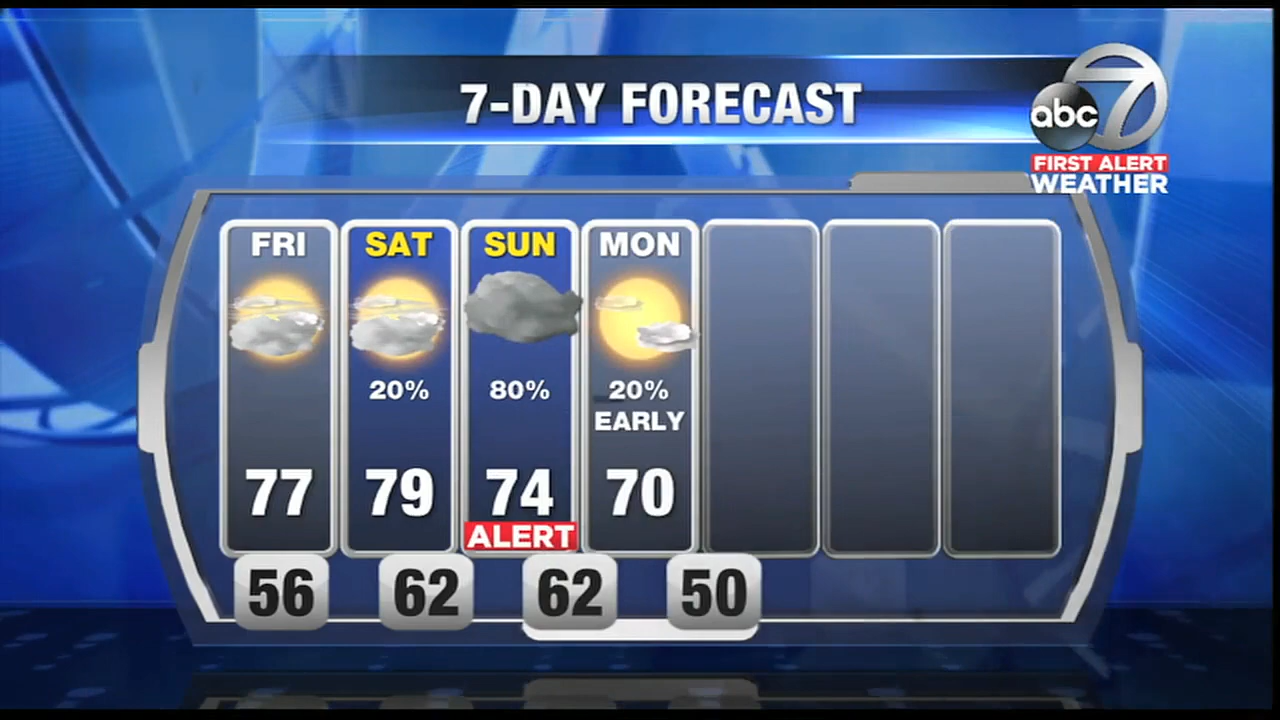 7-DAY FORECAST
abc 7
FIRST ALERT
WEATHER
FRI SAT SUN MON
20% 80% 20%
EARLY
77 79 74 70
ALERT
56 62 62 50